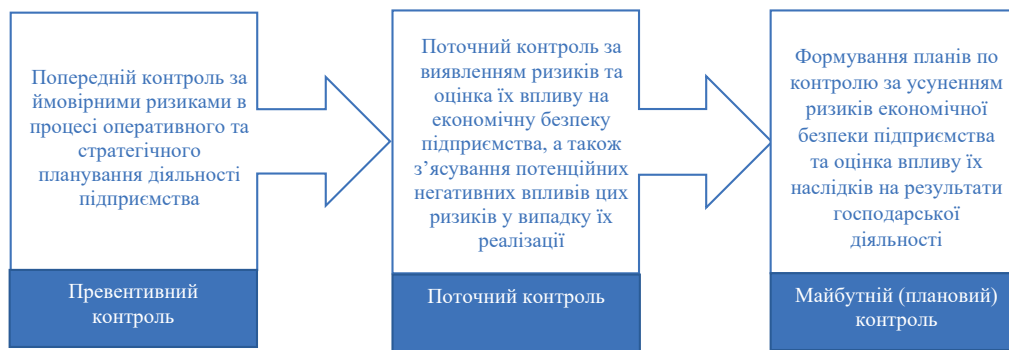 Попередній контроль за
ймовірними ризиками в
процесі оперативного та
стратегічного
планування діяльності
підприємства
Превентивний
контроль
Поточний контроль за
виявленням ризиків та
оцінка їх впливу на
економічну безпеку
підприємства, а також
з’ясування потенційних
негативних впливів цих
ризиків у випадку їх
реалізації
Поточний контроль
Формування планів по
контролю за усуненням
ризиків економічної
безпеки підприємства
та оцінка впливу їх
наслідків на результати
господарської
діяльності
Майбутній (плановий)
контроль